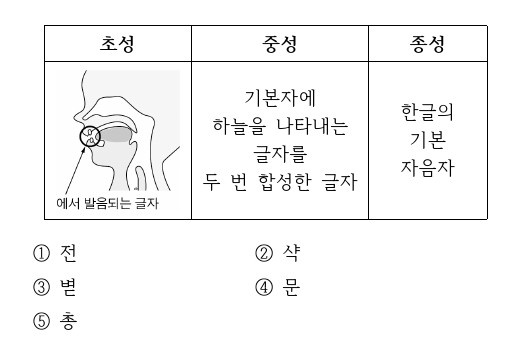 초성 중성 종성
에서 발음되는 글자
기본자에
하늘을 나타내는
글자를
두 번 합성한 글자
한글의
기본
자음자
① 전 ② 샥
③ 볃 ④ 문
⑤ 총